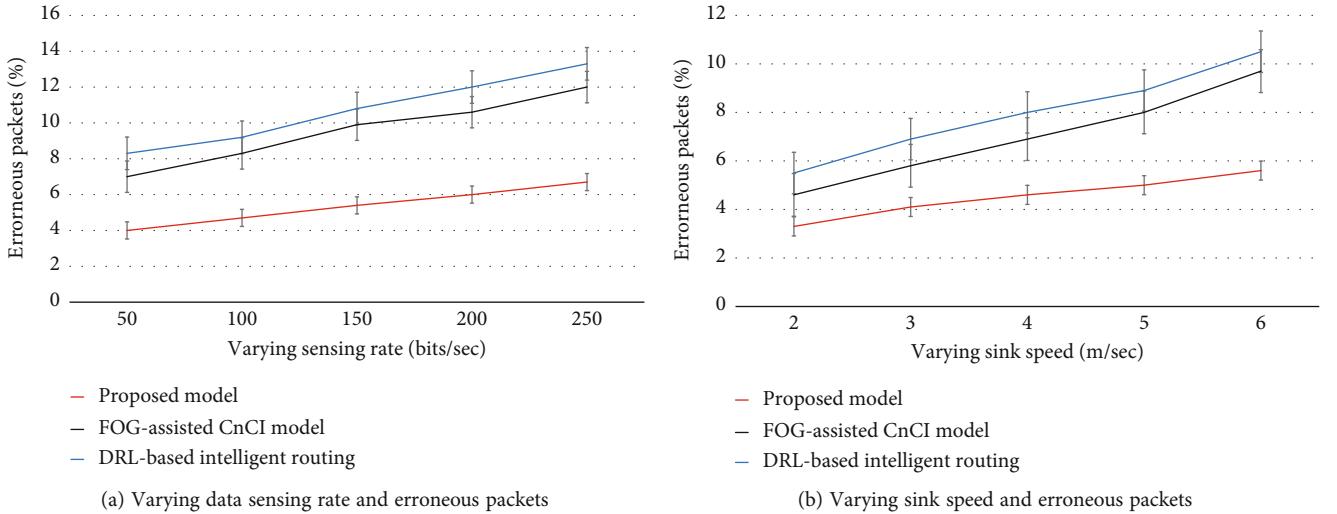 16
14
12
10
8
6
4
2
0
Errorneous packets (%)
50 100 150 200 250
Varying sensing rate (bits/sec)
Proposed model
FOG-assisted CnCI model
DRL-based intelligent routing
(a) Varying data sensing rate and erroneous packets
12
10
8
6
4
2
0
Erroneous packets (%)
2 3 4 5 6
Varying sink speed (m/sec)
Proposed model
FOG-assisted CnCI model
DRL-based intelligent routing
(b) Varying sink speed and erroneous packets